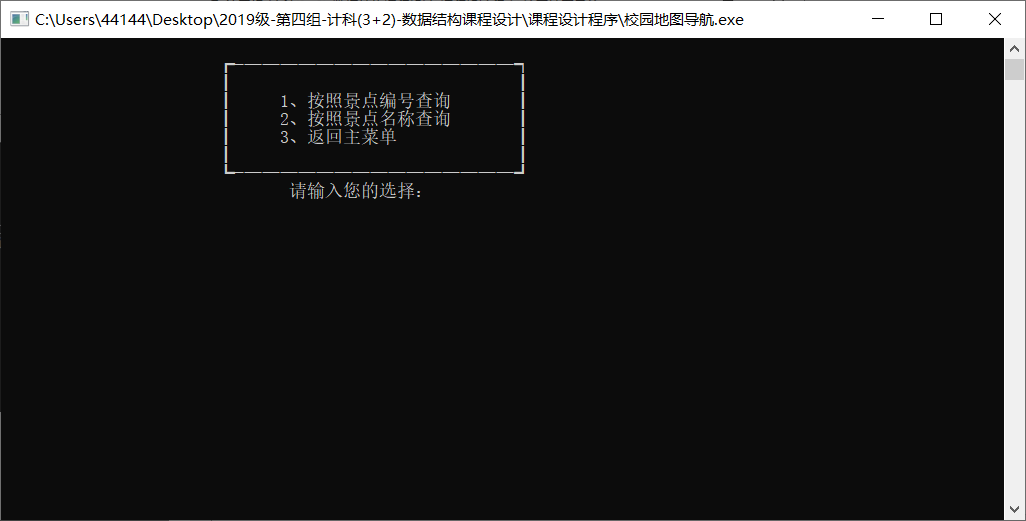 C:\Users\44144\Desktop\2019级-第四组-计科(3+2)-数据结构课程设计\课程设计程序\校园地图导航.exe
1、按照景点编号查询
2、按照景点名称查询
3、返回主菜单
请输入您的选择: